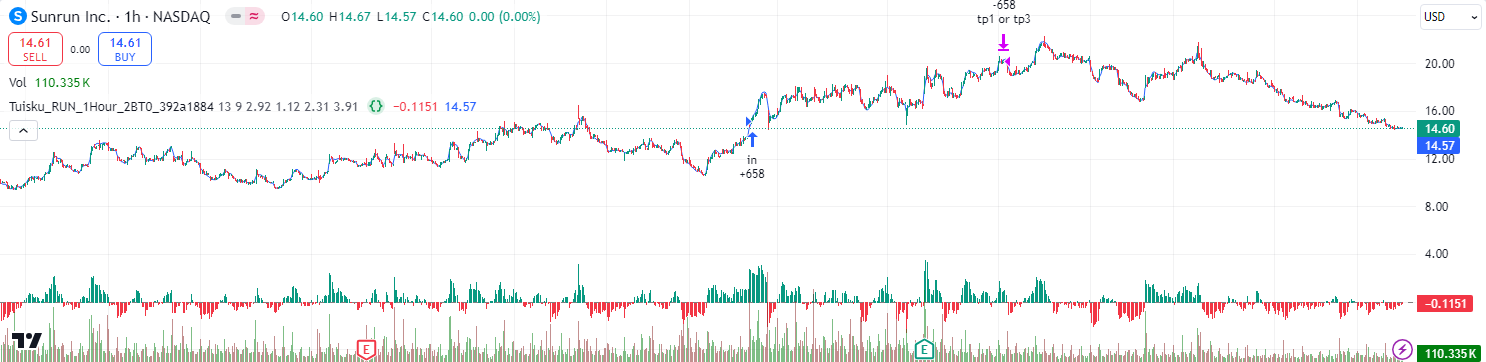 S Sunrun Inc. · 1h · NASDAQ O14.60 H14.67 L14.57 C14.60 0.00 (0.00%)
14.61 SELL 0.00 14.61 BUY
Vol 110.335 K
Tuisku_RUN_1Hour_2BT0_392a1884 13 9 2.92 1.12 2.31 3.91 {} −0.1151 14.57
-658
tp1 or tp3
in
+658
USD
20.00
16.00
14.60
14.57
12.00
8.00
4.00
−0.1151
110.335 K
E
E